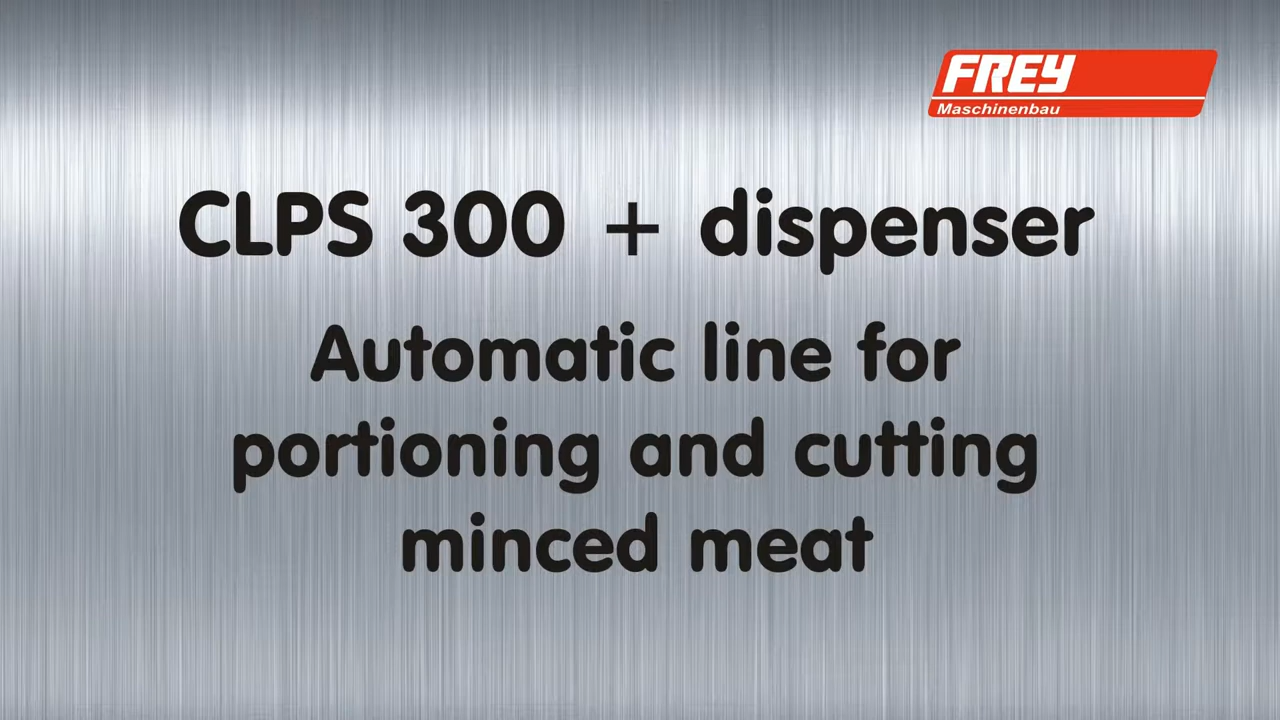 FREY
Maschinenbau
CLPS 300 + dispenser
Automatic line for
portioning and cutting
minced meat